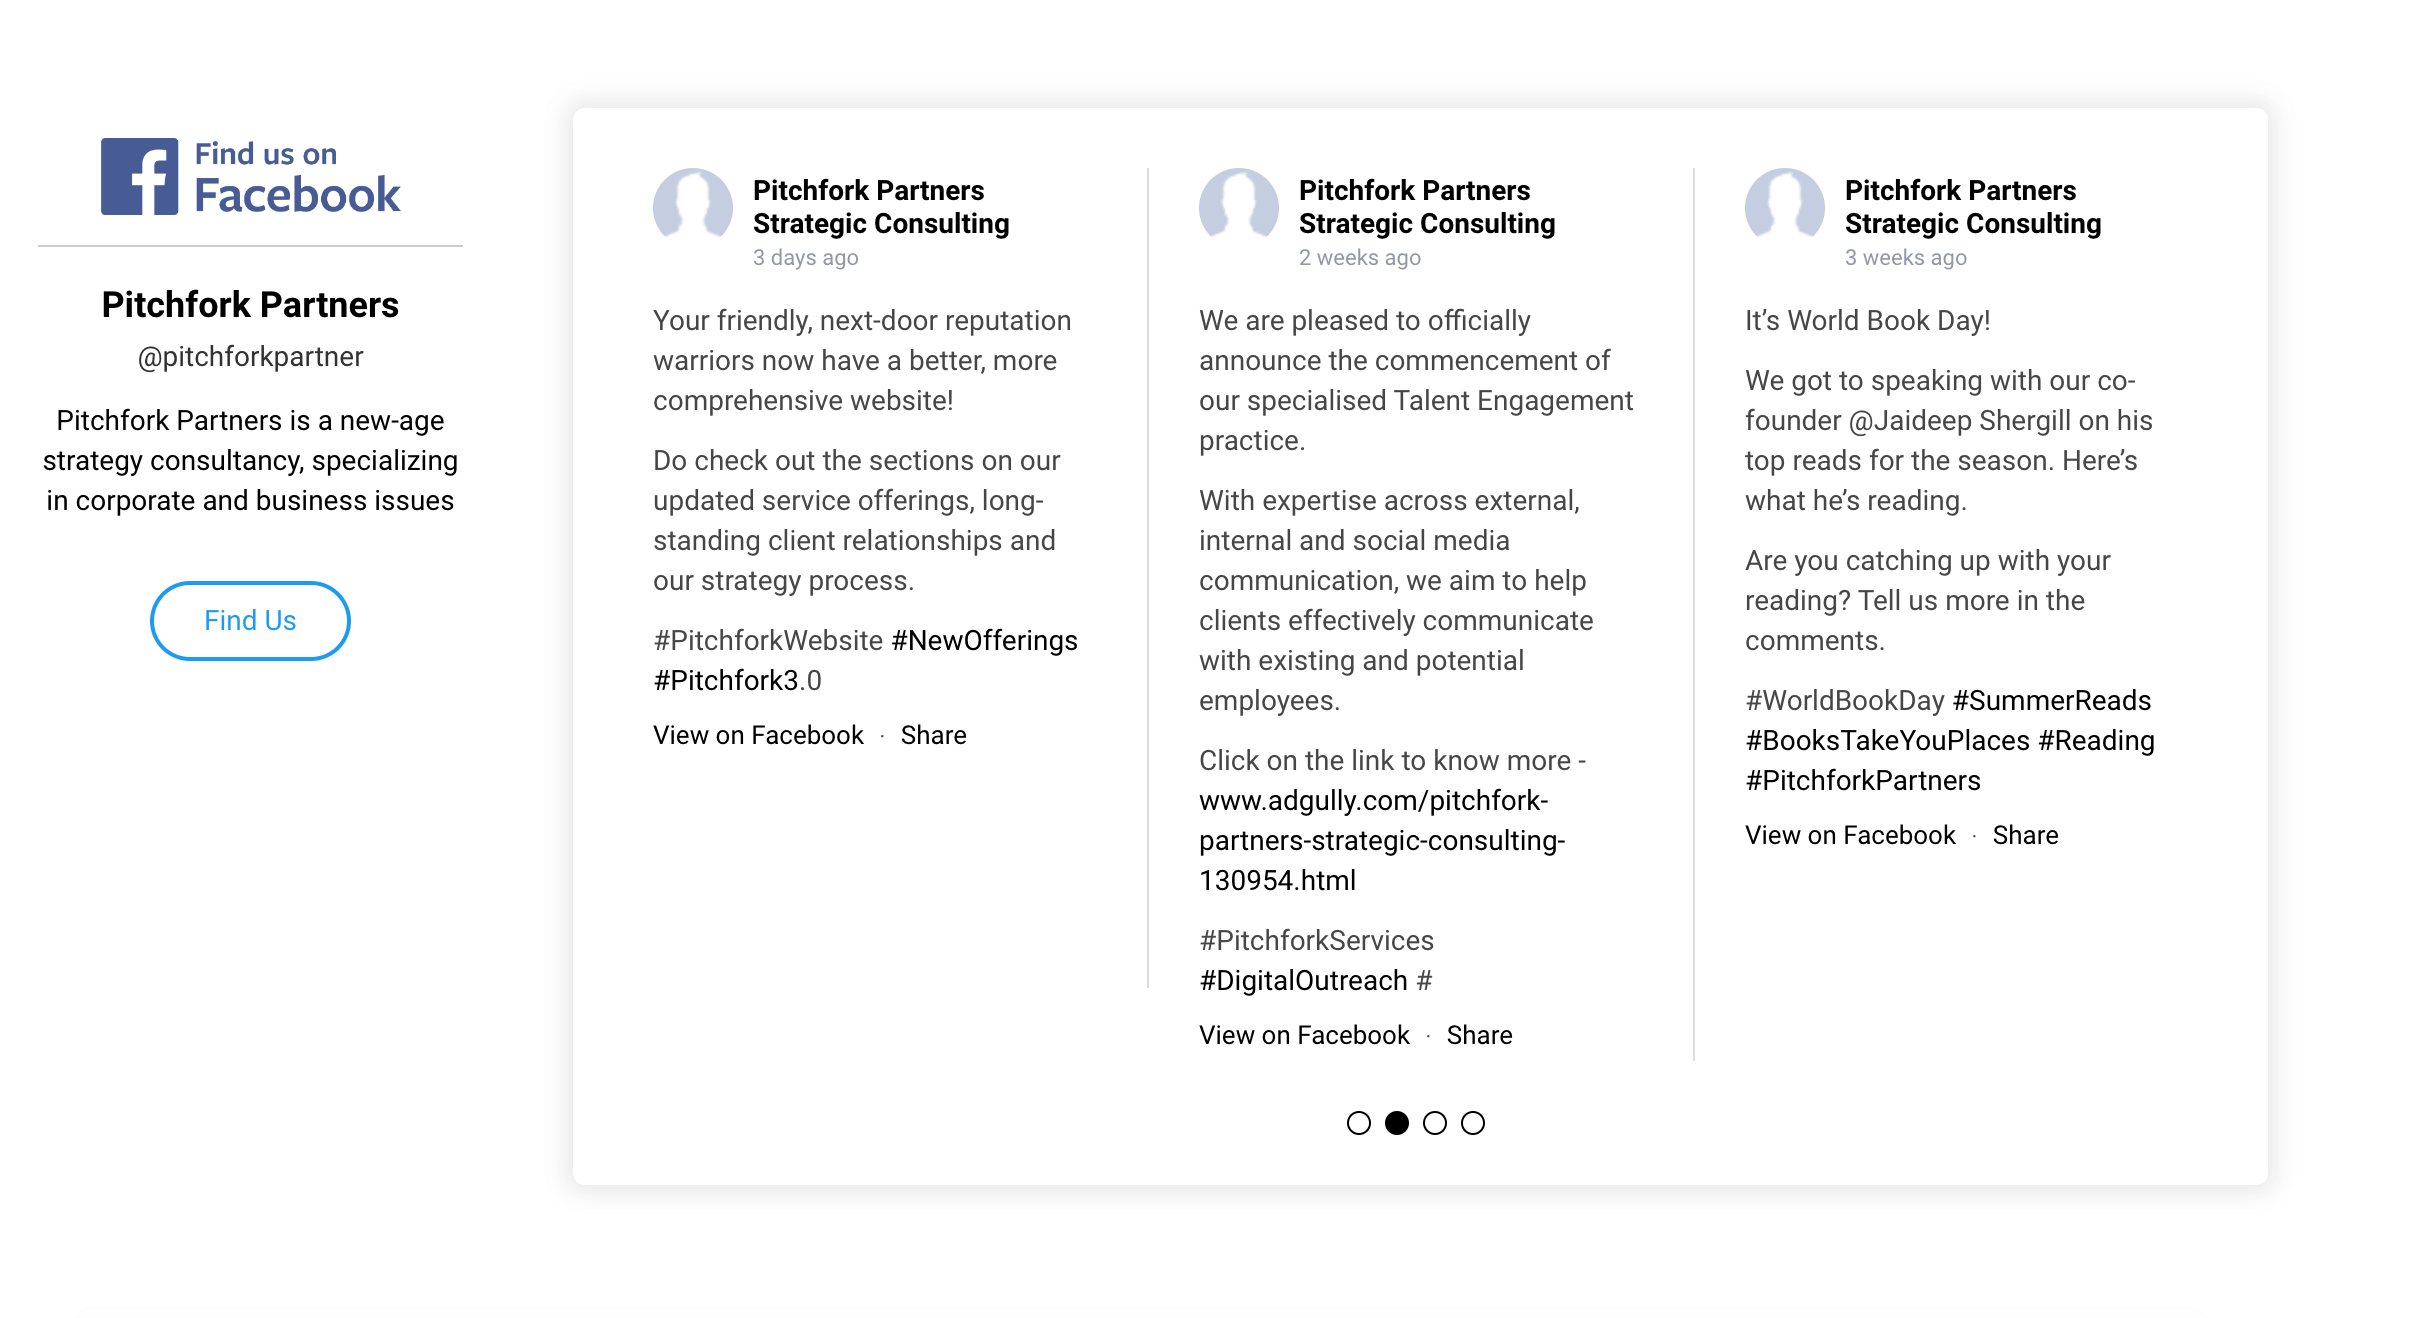 Find us on
Facebook
Pitchfork Partners
@pitchforkpartner
Pitchfork Partners is a new-age
strategy consultancy, specializing
in corporate and business issues
Find Us
Pitchfork Partners
Strategic Consulting
3 days ago
Your friendly, next-door reputation
warriors now have a better, more
comprehensive website!
Do check out the sections on our
updated service offerings, long-
standing client relationships and
our strategy process.
#PitchforkWebsite #NewOfferings
#Pitchfork3.0
View on Facebook · Share
Pitchfork Partners
Strategic Consulting
2 weeks ago
We are pleased to officially
announce the commencement of
our specialised Talent Engagement
practice.
With expertise across external,
internal and social media
communication, we aim to help
clients effectively communicate
with existing and potential
employees.
Click on the link to know more -
www.adgully.com/pitchfork-
partners-strategic-consulting-
130954.html
#PitchforkServices
#DigitalOutreach #
View on Facebook · Share
Pitchfork Partners
Strategic Consulting
3 weeks ago
It’s World Book Day!
We got to speaking with our co-
founder @Jaideep Shergill on his
top reads for the season. Here’s
what he’s reading.
Are you catching up with your
reading? Tell us more in the
comments.
#WorldBookDay #SummerReads
#BooksTakeYouPlaces #Reading
#PitchforkPartners
View on Facebook · Share